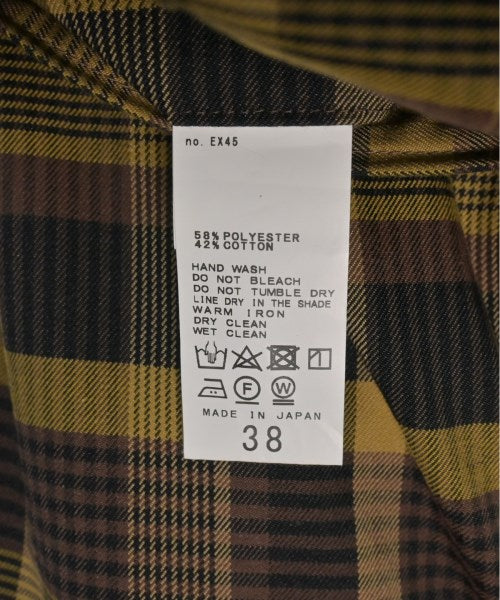 no. EX45
58% POLYESTER
42% COTTON
HAND WASH
DO NOT BLEACH
DO NOT TUMBLE DRY
LINE DRY IN THE SHADE
WARM IRON
DRY CLEAN
WET CLEAN
F W
MADE IN JAPAN
38